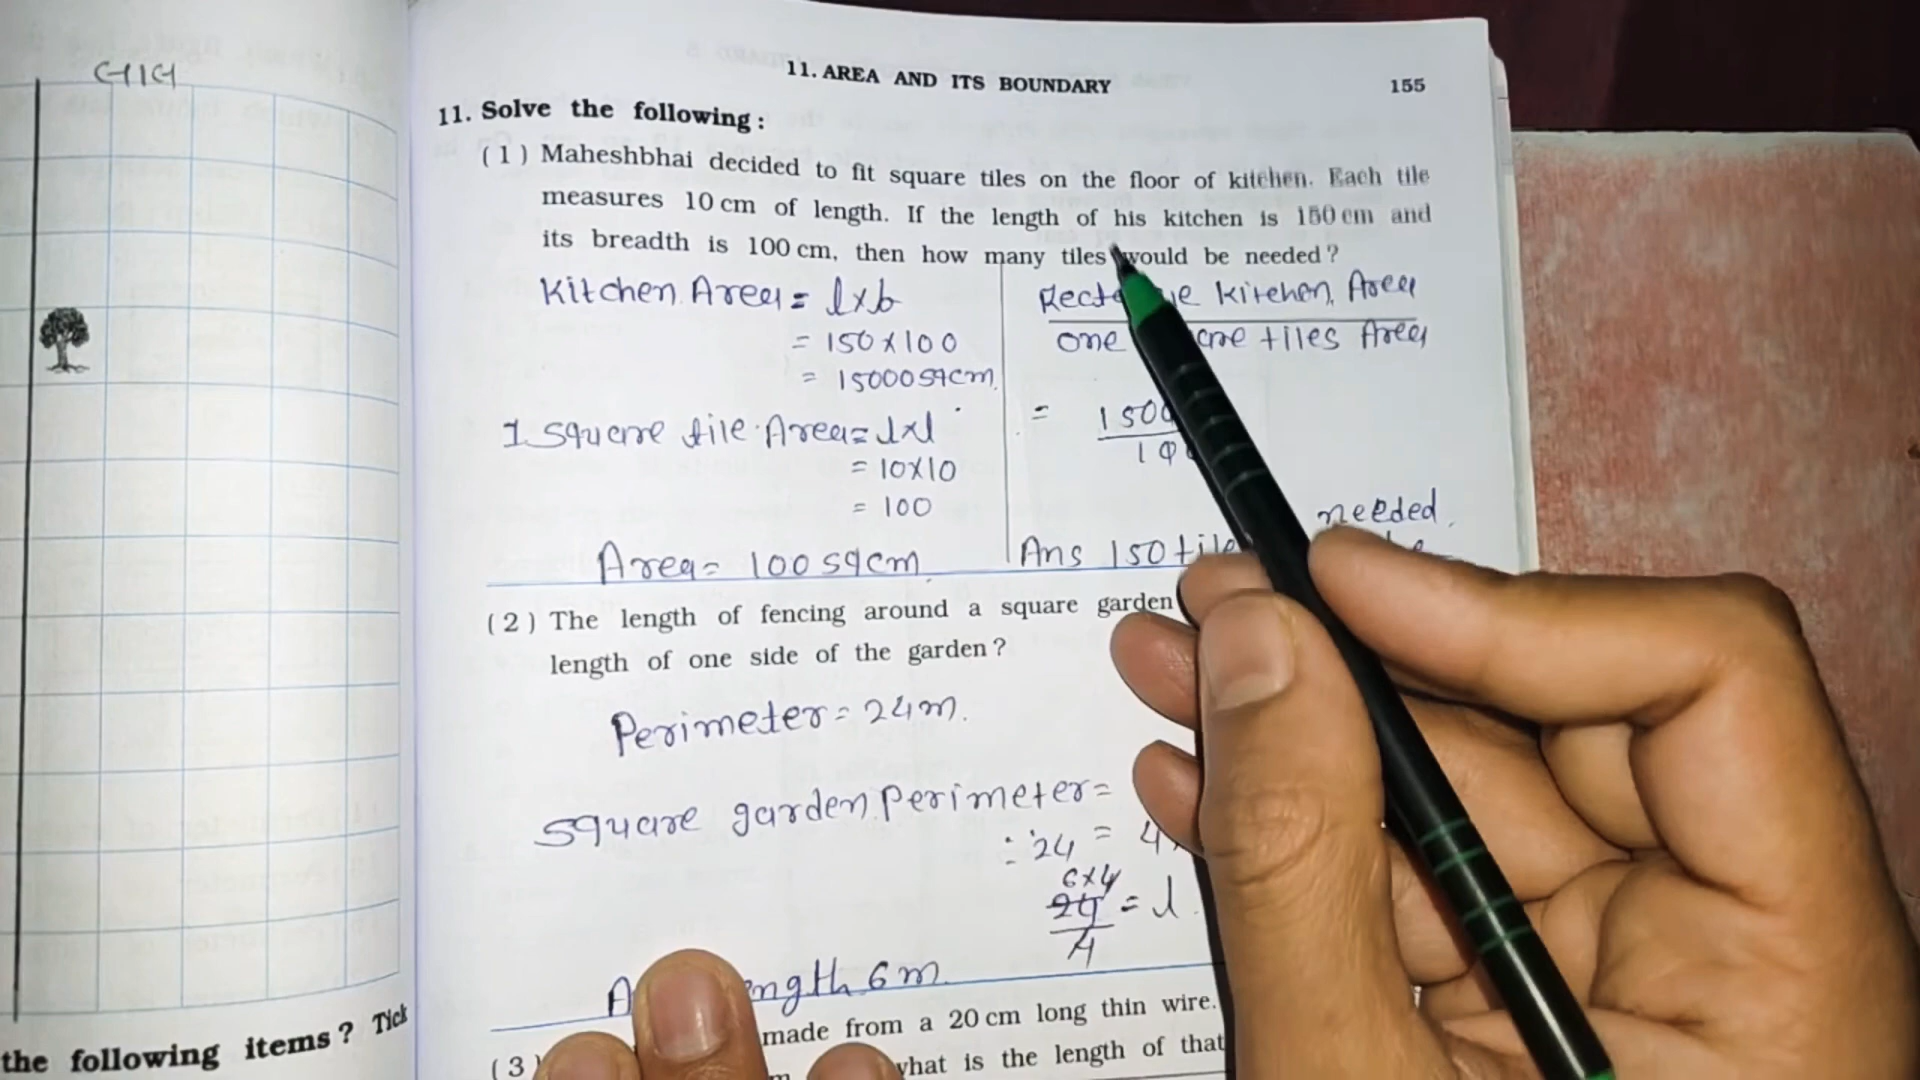 ગાગ
the following items? Tick
11. AREA AND ITS BOUNDARY 155
11. Solve the following:
(1) Maheshbhai decided to fit square tiles on the floor of kitchen. Each tile
measures 10 cm of length. If the length of his kitchen is 150 cm and
its breadth is 100 cm, then how many tiles would be needed?
Kitchen Area = l×b
= 150×100
= 15000sqcm.
1 square tile Area = l×l
= 10×10
= 100
Area = 100 sqcm.
kitchen Area
one tiles Area
=
needed.
Ans 150
(2) The length of fencing around a square garden
length of one side of the garden?
Perimeter = 24m.
Square garden perimeter =
∴ 24 = 4
6×4
24 = l
4
6m
(3) made from a 20 cm long thin wire.
what is the length of that